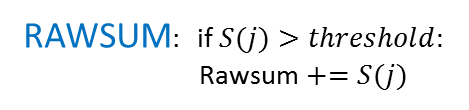 RAWSUM: if S(j) > threshold:
Rawsum += S(j)